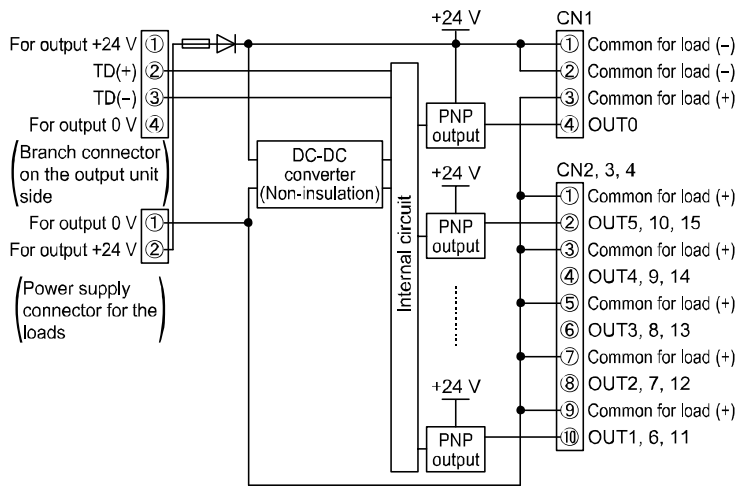 For output +24 V ①
TD(+) ②
TD(−) ③
For output 0 V ④
(Branch connector
on the output unit
side)
For output 0 V ①
For output +24 V ②
(Power supply
connector for the
loads)
DC-DC
converter
(Non-insulation)
Internal circuit
+24 V
PNP
output
+24 V
PNP
output
+24 V
PNP
output
CN1
① Common for load (−)
② Common for load (−)
③ Common for load (+)
④ OUT0
CN2, 3, 4
① Common for load (+)
② OUT5, 10, 15
③ Common for load (+)
④ OUT4, 9, 14
⑤ Common for load (+)
⑥ OUT3, 8, 13
⑦ Common for load (+)
⑧ OUT2, 7, 12
⑨ Common for load (+)
⑩ OUT1, 6, 11